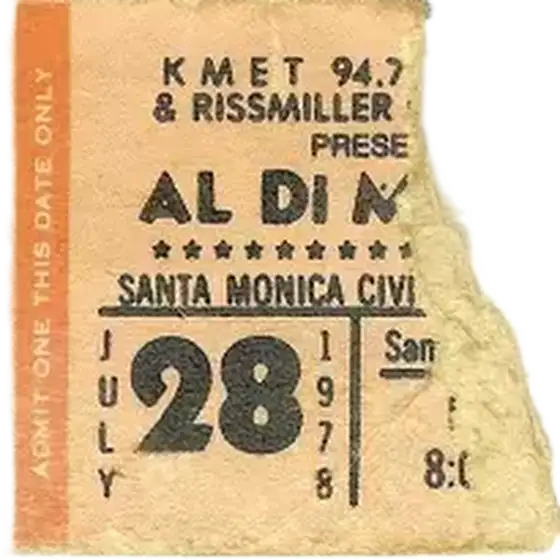 ADMIT ONE THIS DATE ONLY
KMET 94.7
& RISSMILLER
PRESE
AL DI M
★★★★★★★★★
SANTA MONICA CIVI
JULY 28 1978
San
8:0